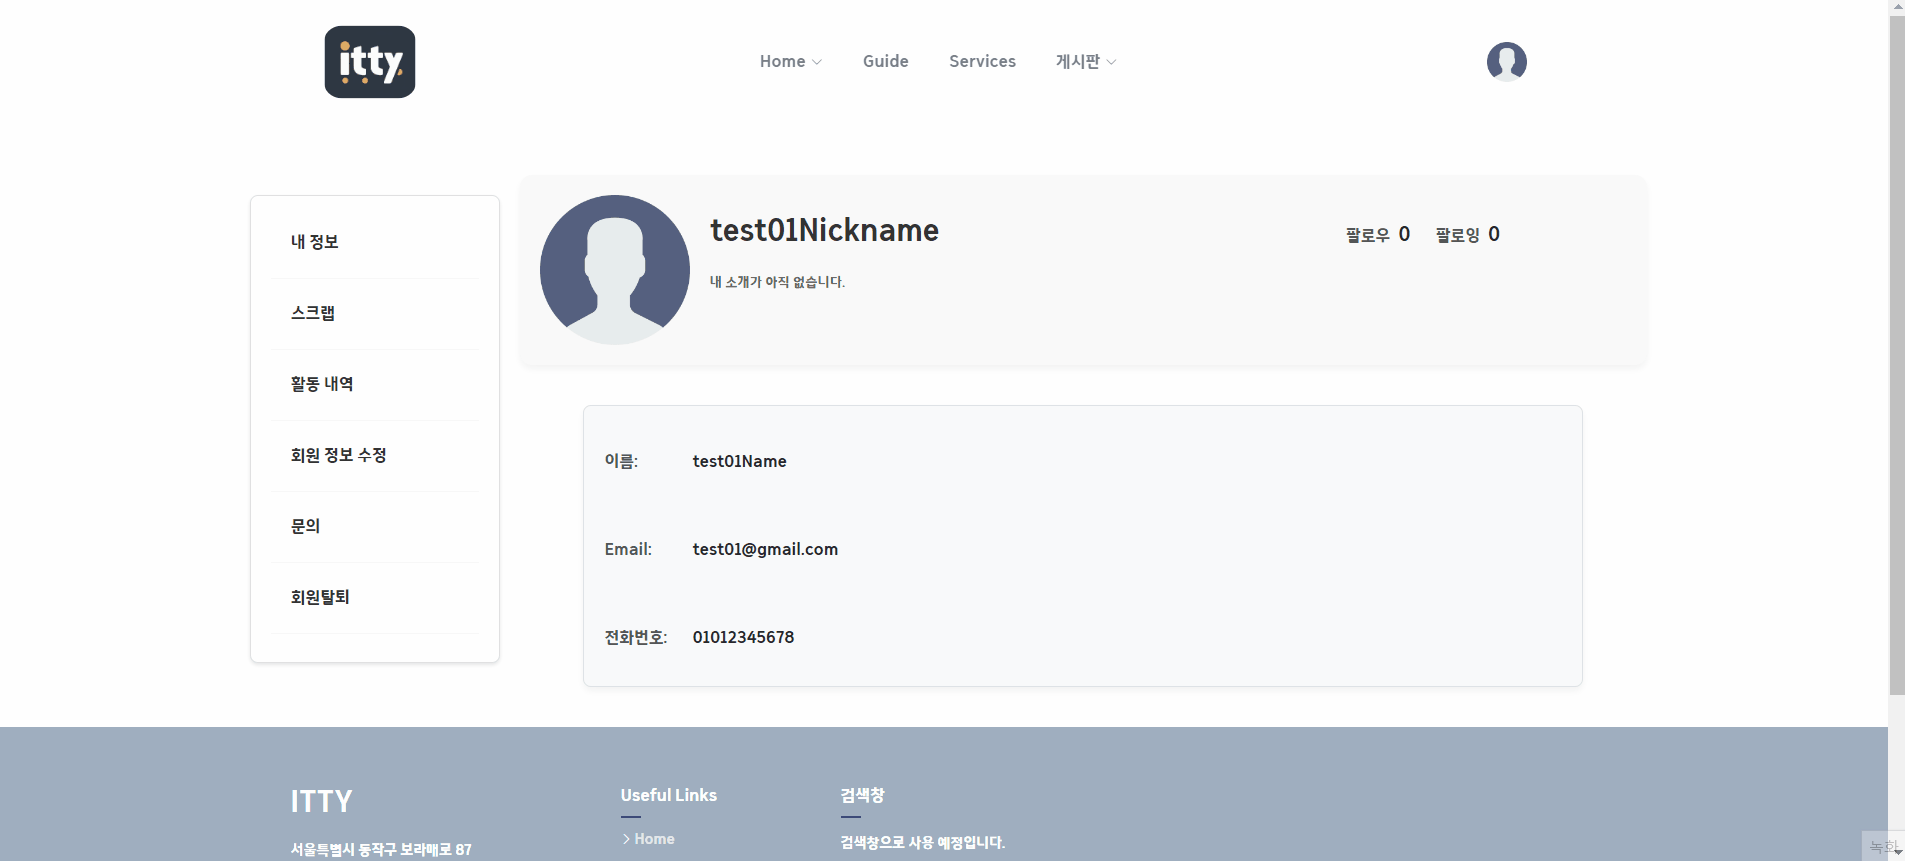 itty
Home
Guide
Services
게시판
내 정보
스크랩
활동 내역
회원 정보 수정
문의
회원탈퇴
test01Nickname
팔로우 0 팔로잉 0
내 소개가 아직 없습니다.
이름: test01Name
Email: test01@gmail.com
전화번호: 01012345678
ITTY
서울특별시 동작구 보라매로 87
Useful Links
Home
검색창
검색창으로 사용 예정입니다.
녹화